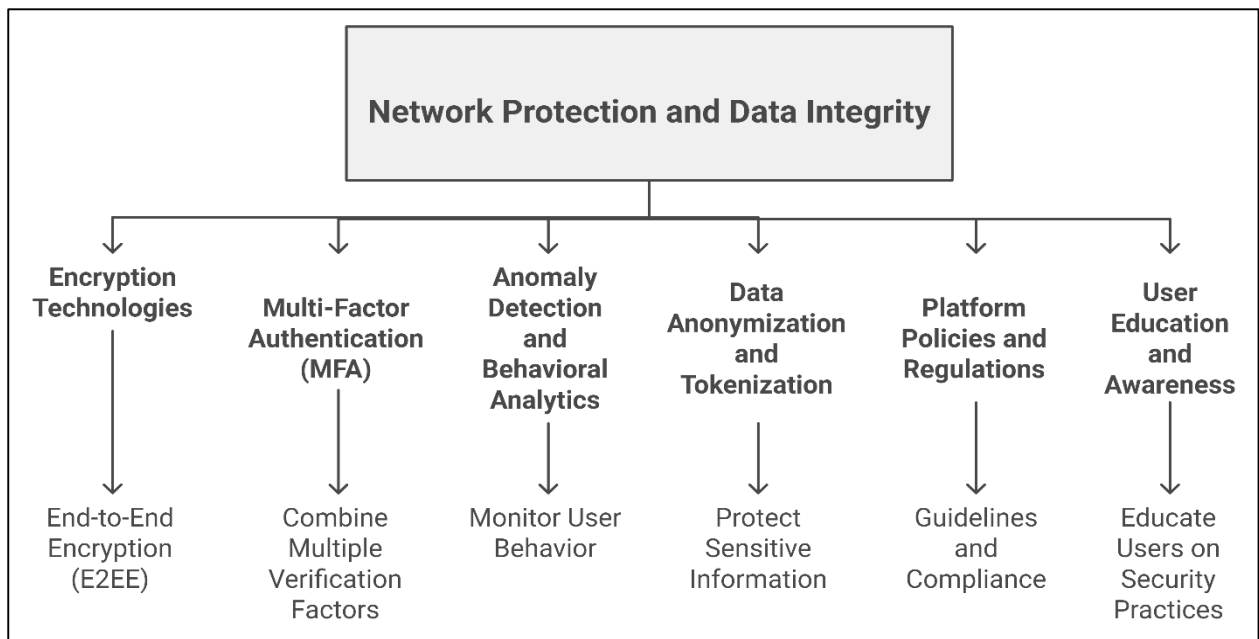 Network Protection and Data Integrity
Encryption
Technologies
Multi-Factor
Authentication
(MFA)
Anomaly
Detection
and
Behavioral
Analytics
Data
Anonymization
and
Tokenization
Platform
Policies and
Regulations
User
Education
and
Awareness
End-to-End
Encryption
(E2EE)
Combine
Multiple
Verification
Factors
Monitor User
Behavior
Protect
Sensitive
Information
Guidelines
and
Compliance
Educate
Users on
Security
Practices